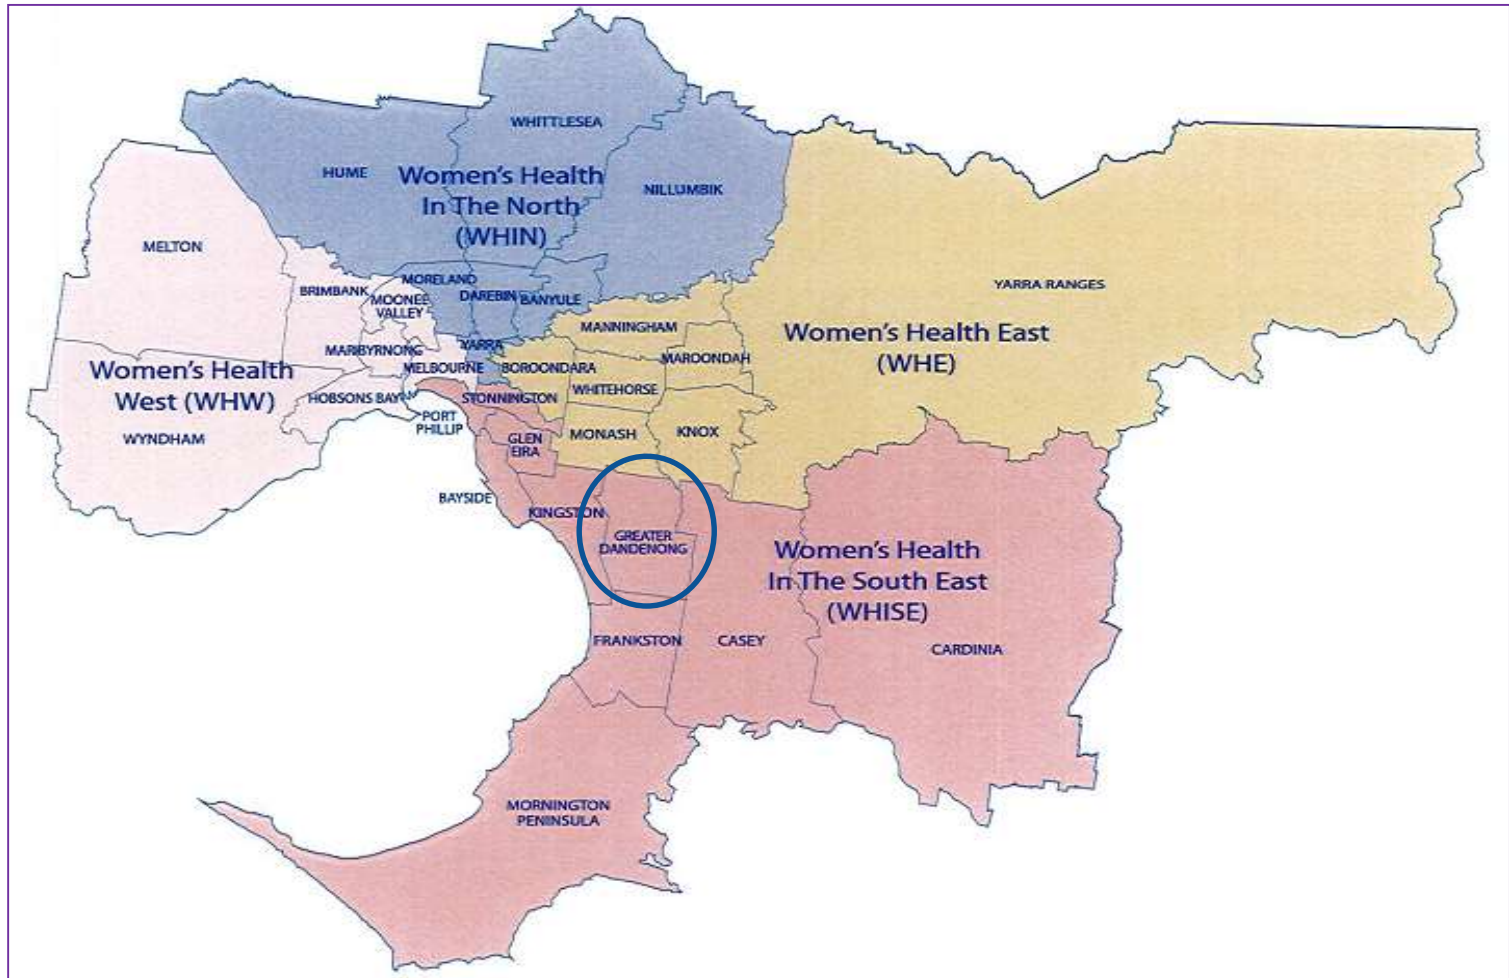 WHITTLESEA
HUME
Women's Health
In The North
(WHIN)
NILLUMBIK
MELTON
BRIMBANK
MORELAND
MOONEE
VALLEY
DAREBIN
BANYULE
YARRA RANGES
MANNINGHAM
Women's Health East
(WHE)
MARIBYRNONG
YARRA
MAROONDAH
Women's Health
West (WHW)
MELBOURNE
BOROONDARA
WHITEHORSE
HOBSONS BAY
STONNINGTON
PORT
PHILLIP
WYNDHAM
GLEN
EIRA
MONASH
KNOX
BAYSIDE
KINGSTON
GREATER
DANDENONG
Women's Health
In The South East
(WHISE)
FRANKSTON
CASEY
CARDINIA
MORNINGTON
PENINSULA